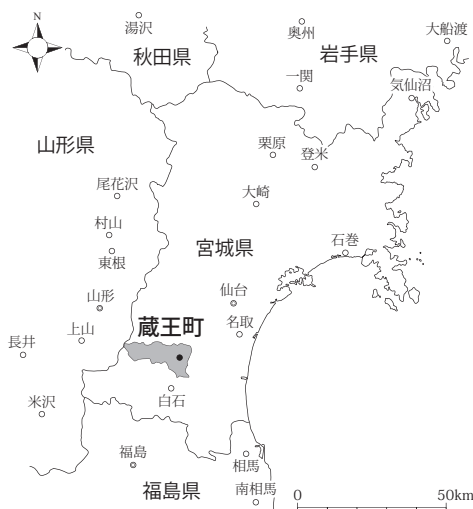 N
湯沢
奥州
大船渡
秋田県
岩手県
一関
気仙沼
山形県
栗原
登米
尾花沢
大崎
村山
宮城県
石巻
東根
山形
仙台
蔵王町
名取
上山
長井
白石
米沢
福島
相馬
福島県
南相馬
0
50km